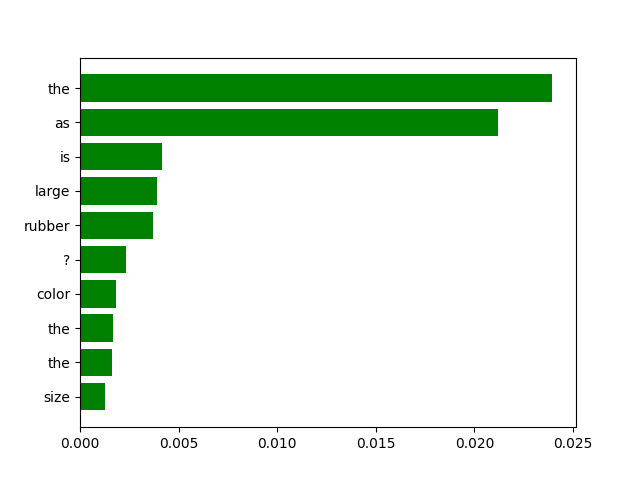 the
as
is
large
rubber
?
color
the
the
size
0.000 0.005 0.010 0.015 0.020 0.025